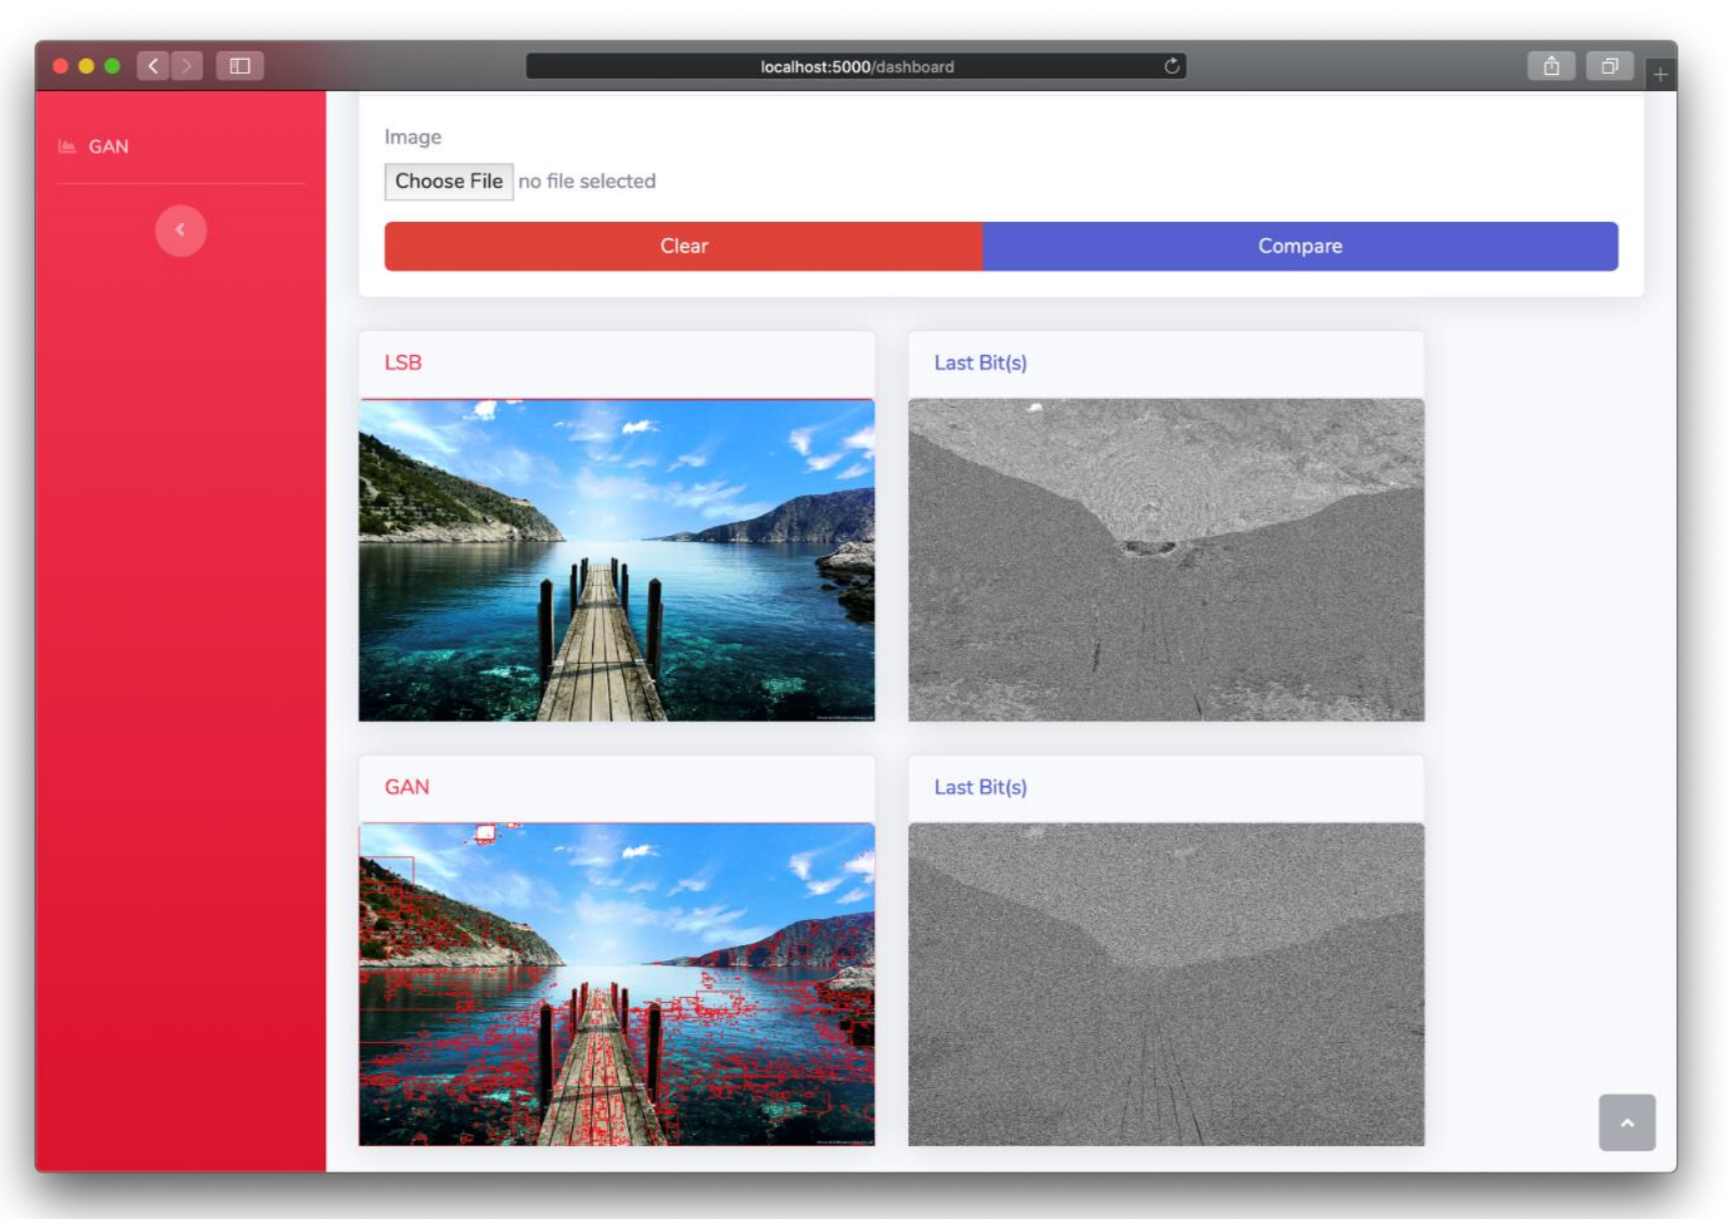 localhost:5000/dashboard
GAN
Image
Choose File no file selected
Clear Compare
LSB Last Bit(s)
GAN Last Bit(s)